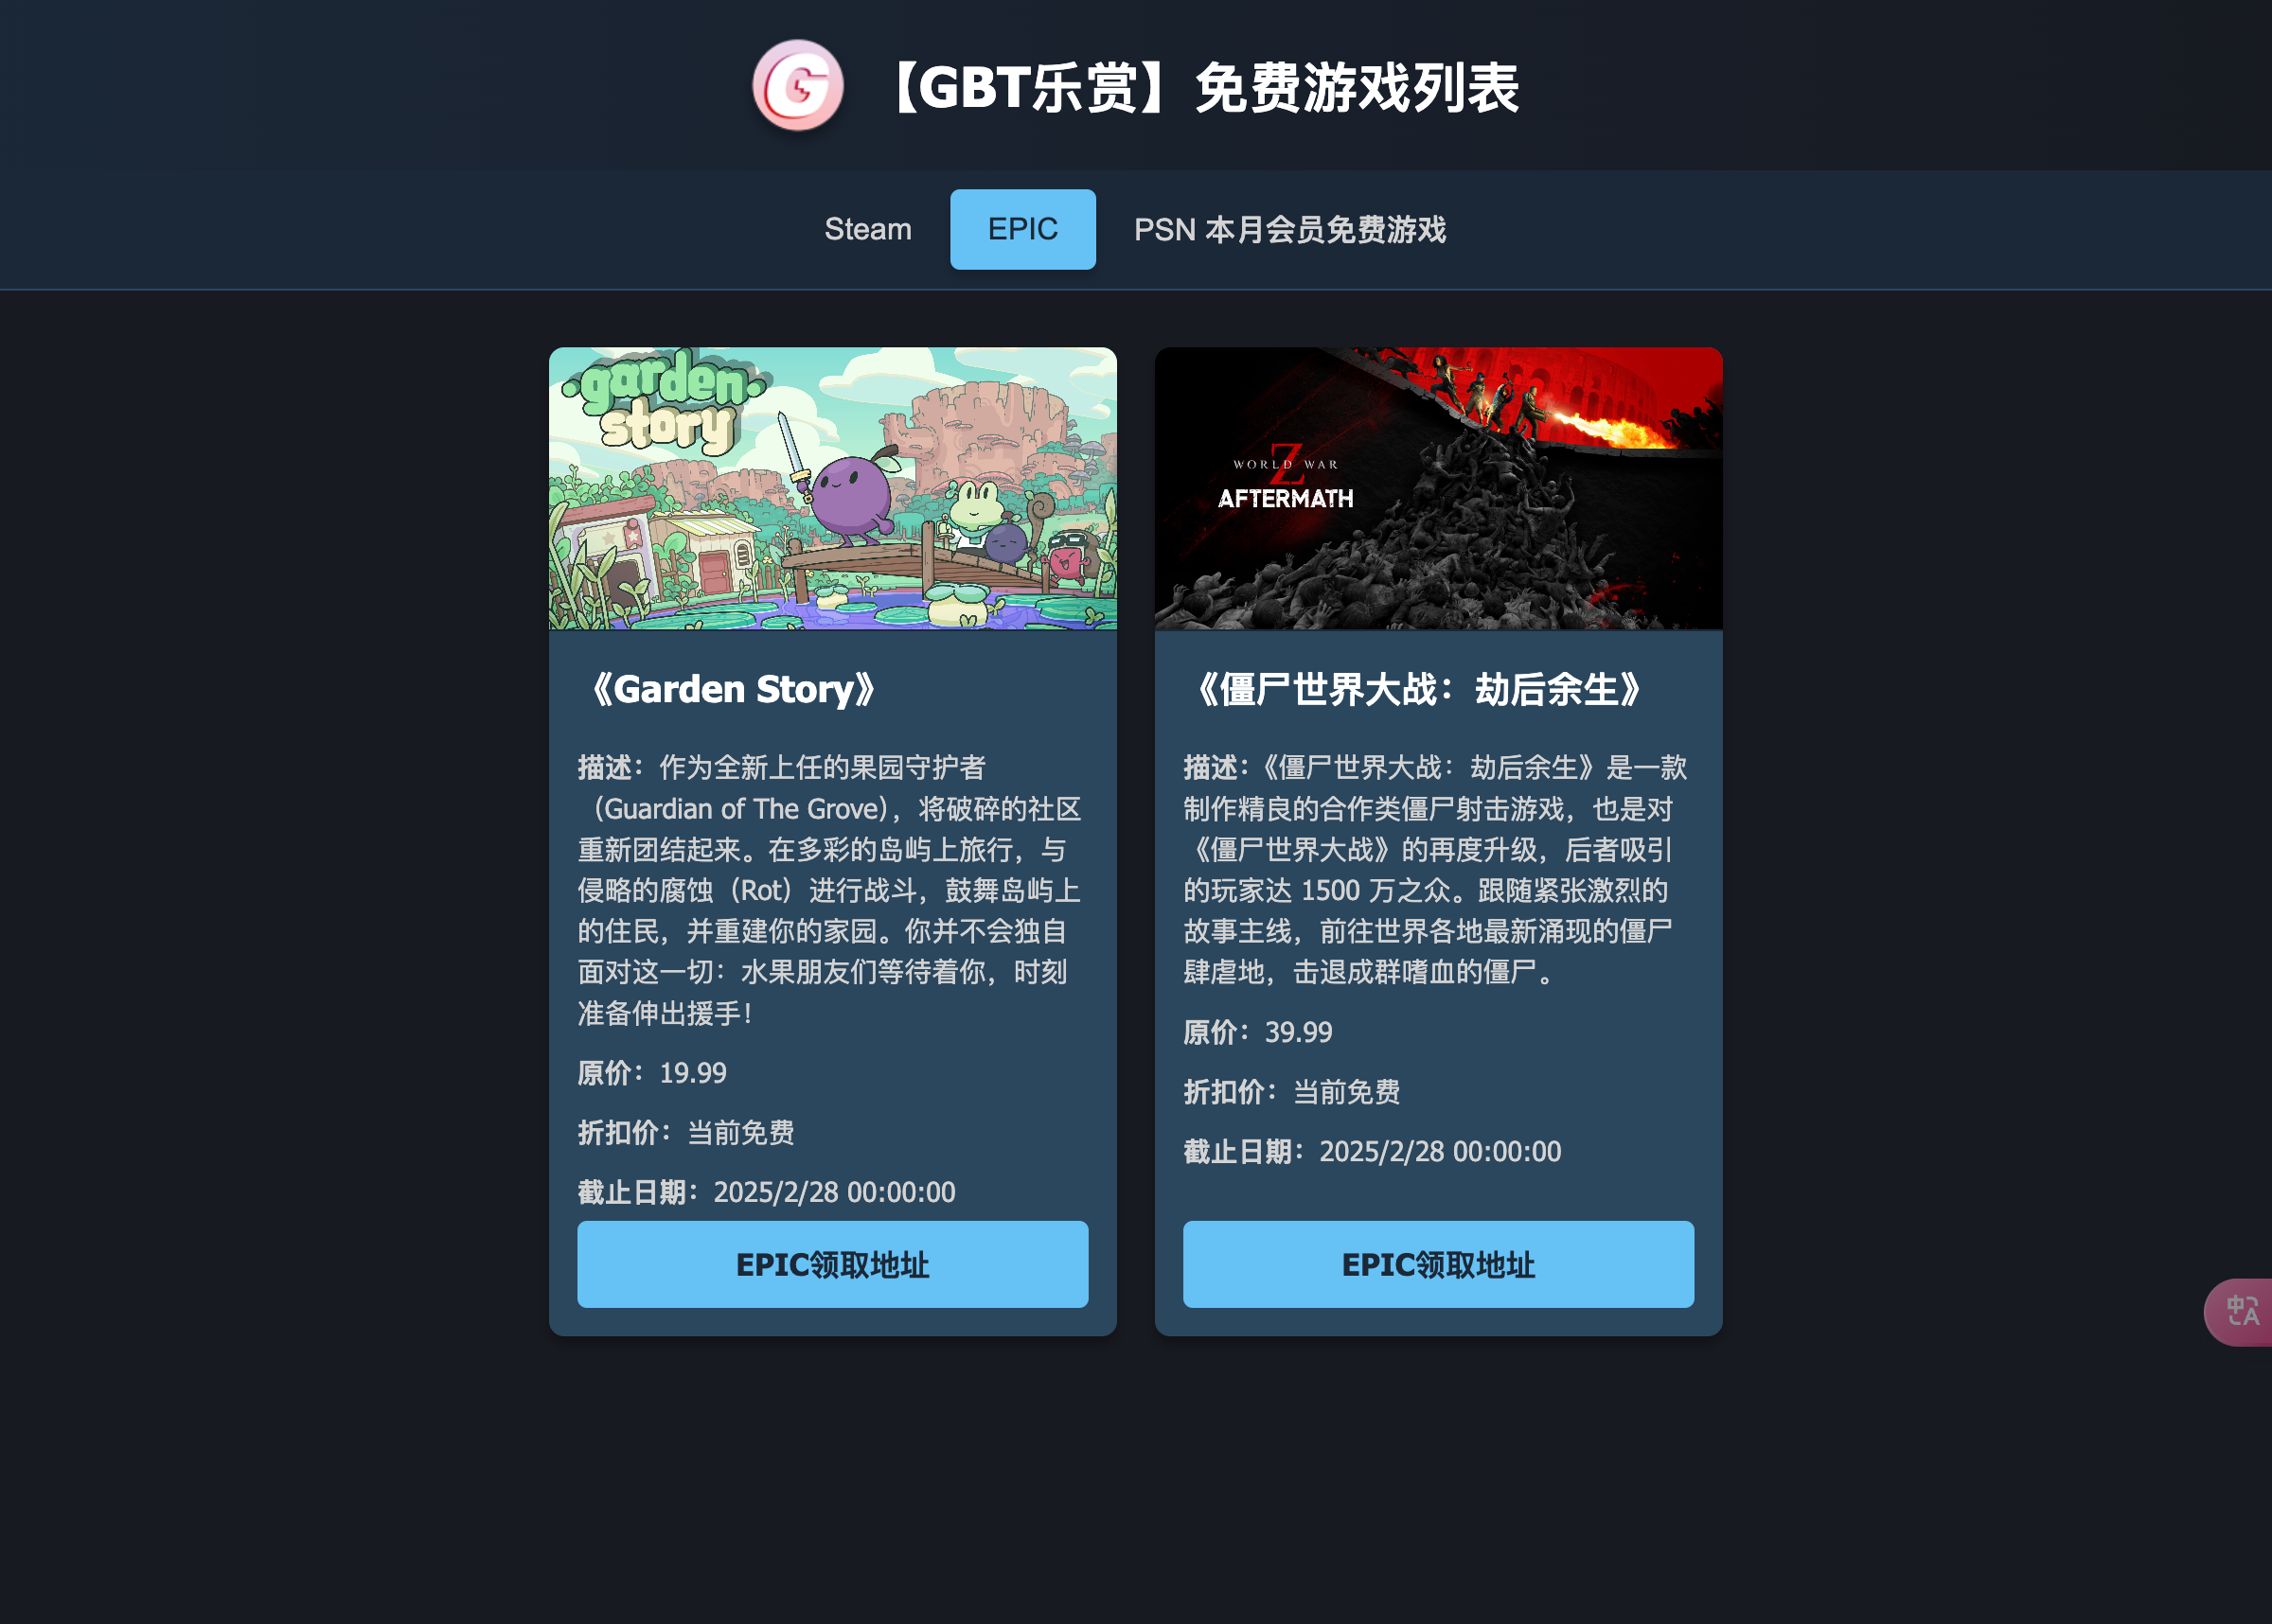 【GBT乐赏】免费游戏列表
Steam
EPIC
PSN 本月会员免费游戏
garden
story
《Garden Story》
描述：作为全新上任的果园守护者
（Guardian of The Grove），将破碎的社区
重新团结起来。在多彩的岛屿上旅行，与
侵略的腐蚀（Rot）进行战斗，鼓舞岛屿上
的住民，并重建你的家园。你并不会独自
面对这一切：水果朋友们等待着你，时刻
准备伸出援手！
原价：19.99
折扣价：当前免费
截止日期：2025/2/28 00:00:00
EPIC领取地址
WORLD WAR Z
AFTERMATH
《僵尸世界大战：劫后余生》
描述：《僵尸世界大战：劫后余生》是一款
制作精良的合作类僵尸射击游戏，也是对
《僵尸世界大战》的再度升级，后者吸引
的玩家达 1500 万之众。跟随紧张激烈的
故事主线，前往世界各地最新涌现的僵尸
肆虐地，击退成群嗜血的僵尸。
原价：39.99
折扣价：当前免费
截止日期：2025/2/28 00:00:00
EPIC领取地址
中A